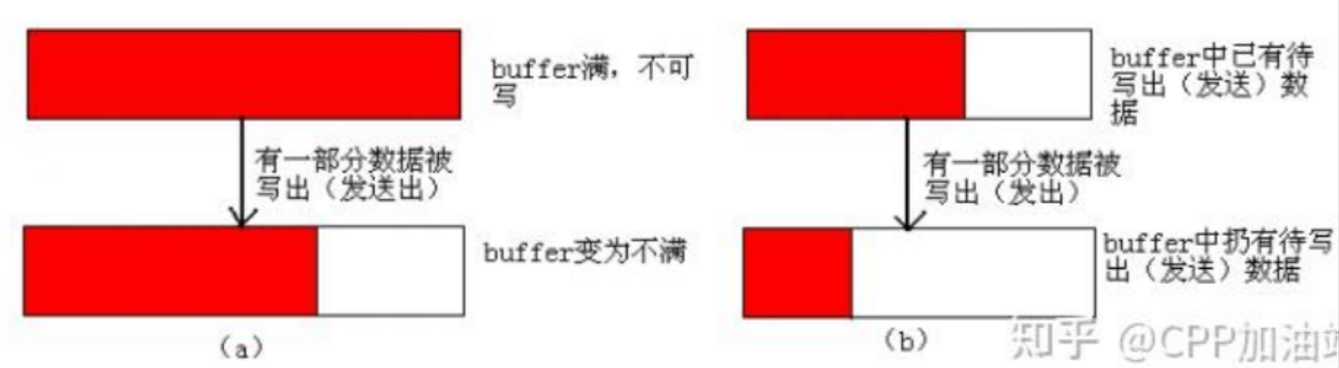 buffer满，不可
写
有一部分数据被
写出（发送出）
buffer变为不满
（a）
buffer中已有待
写出（发送）数
据
有一部分数据被
写出（发出）
buffer中扔有待写
出（发送）数据
（b）
知乎 @CPP加油站